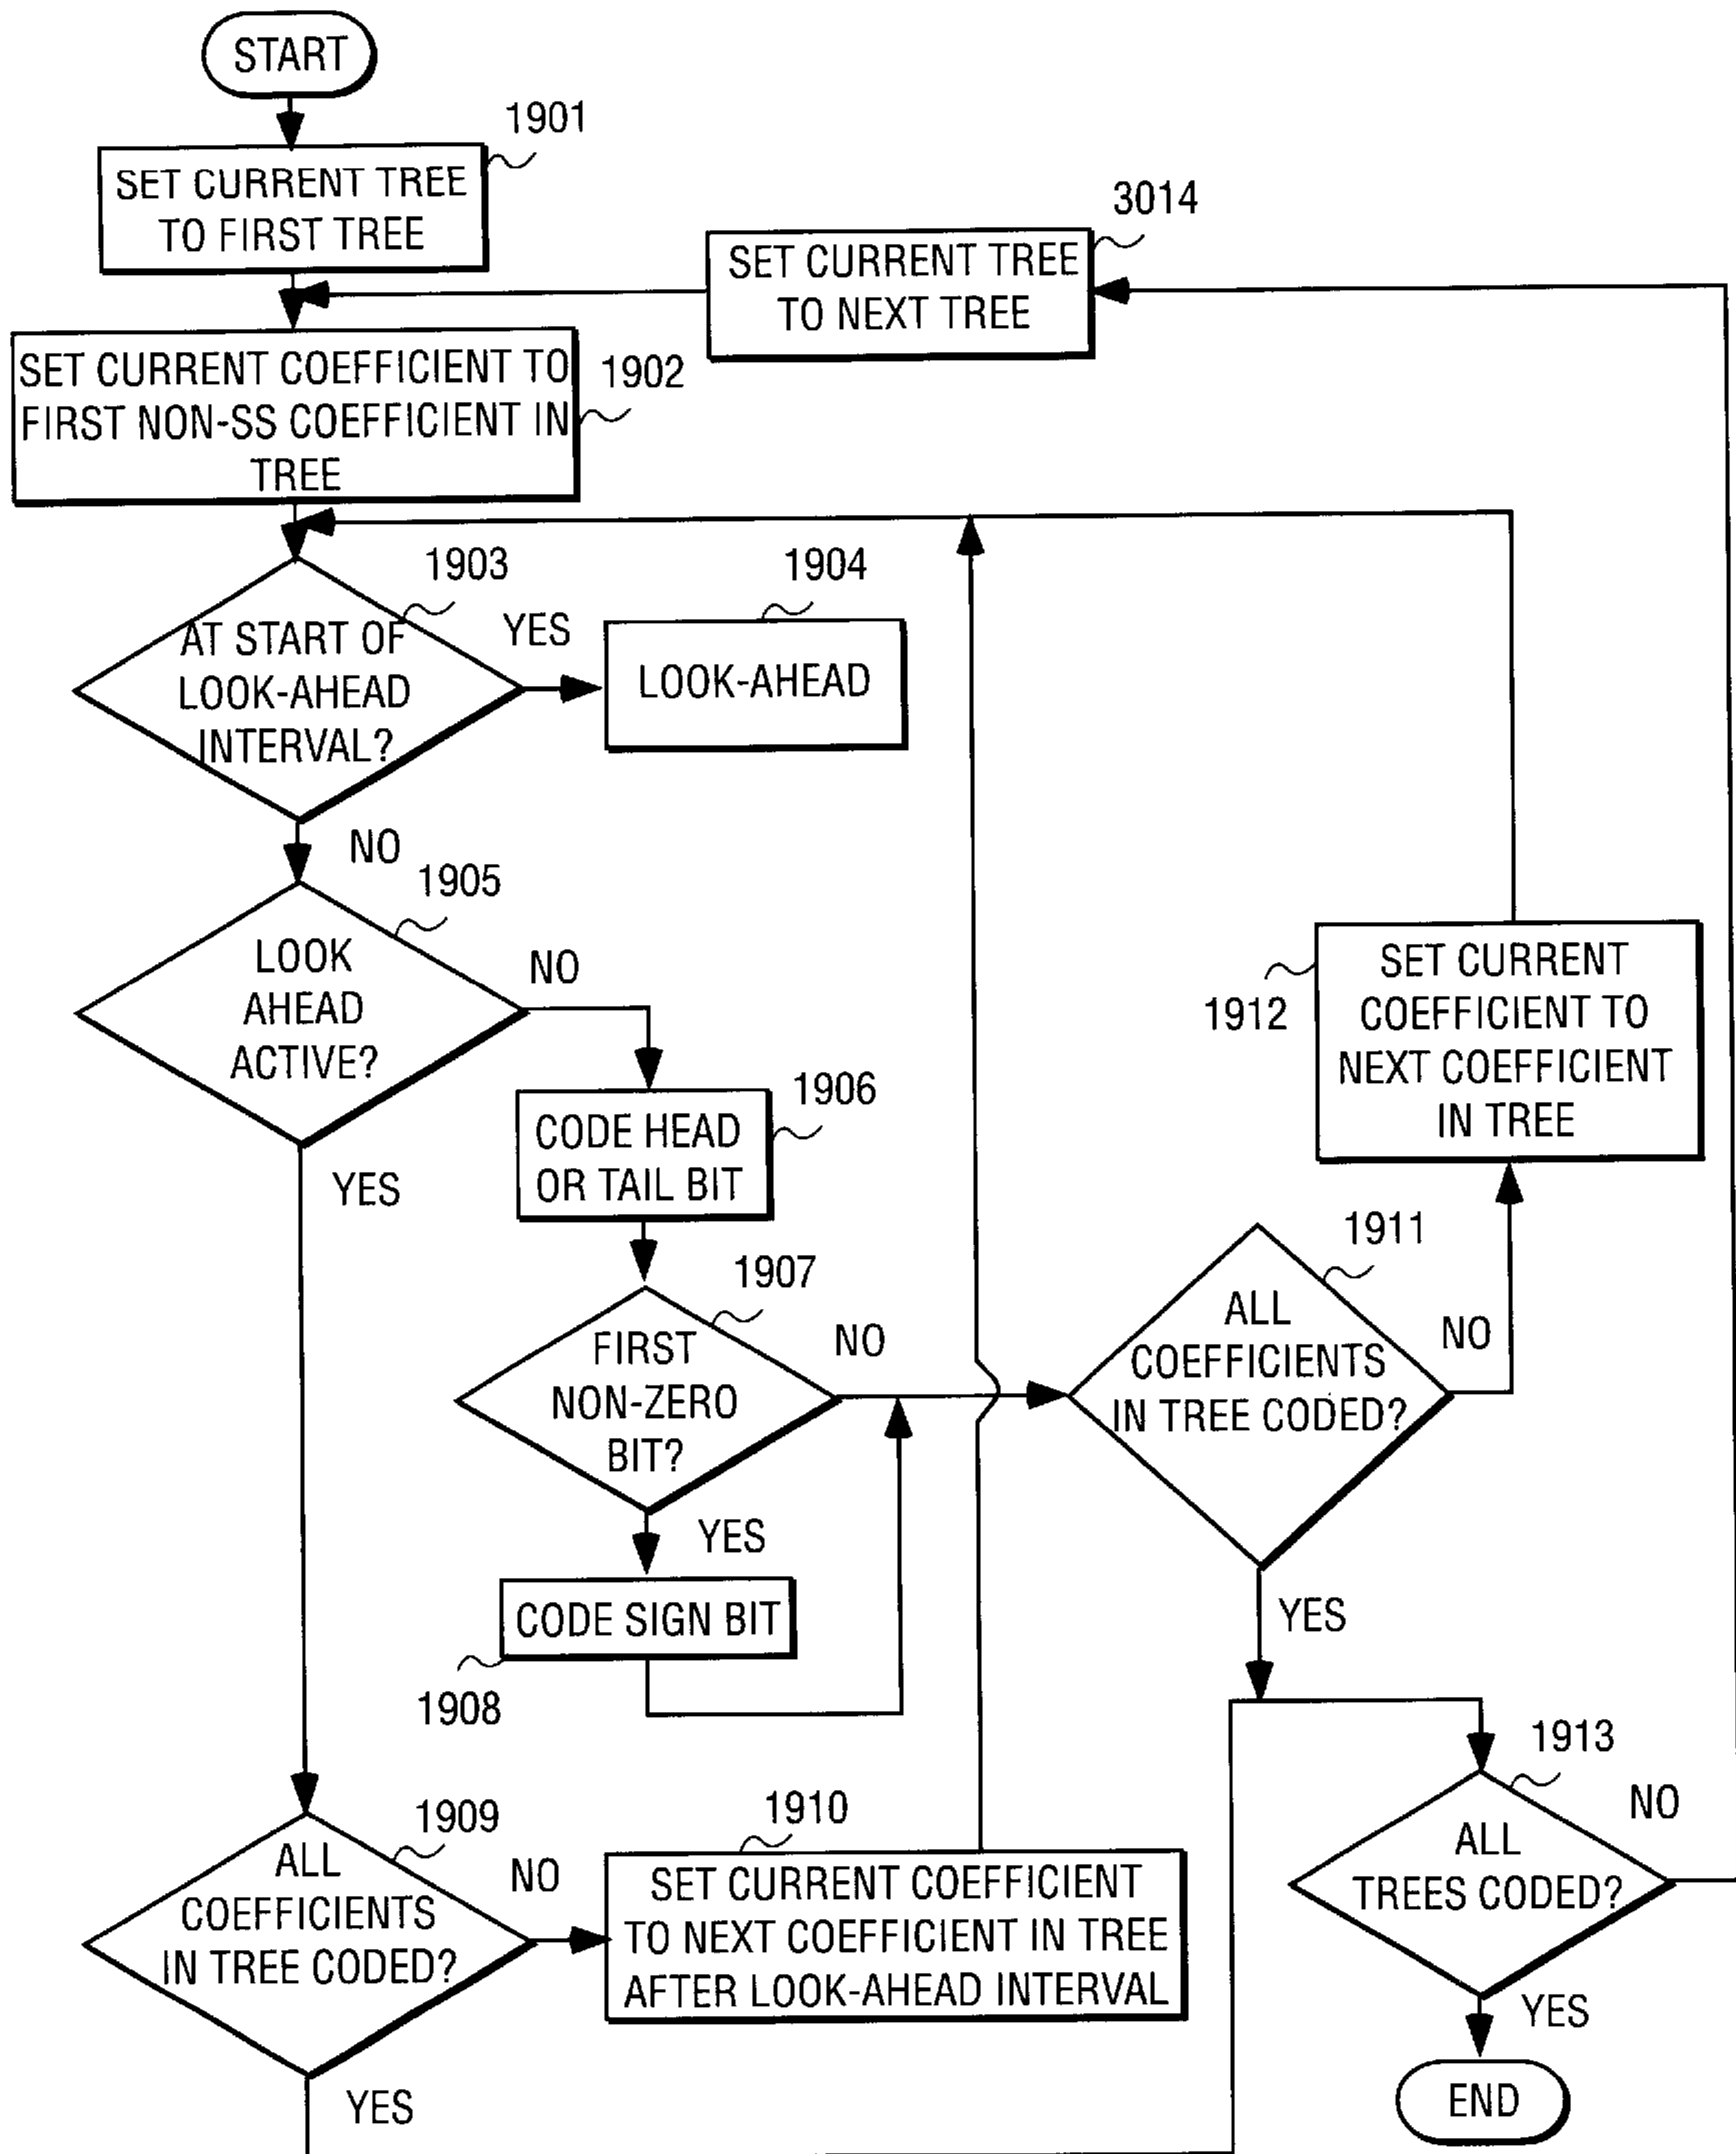 START
1901
SET CURRENT TREE
TO FIRST TREE
3014
SET CURRENT TREE
TO NEXT TREE
SET CURRENT COEFFICIENT TO
FIRST NON-SS COEFFICIENT IN
TREE
1902
1903
AT START OF
LOOK-AHEAD
INTERVAL?
YES
1904
LOOK-AHEAD
NO
1905
LOOK
AHEAD
ACTIVE?
NO
YES
1906
CODE HEAD
OR TAIL BIT
1907
FIRST
NON-ZERO
BIT?
NO
YES
CODE SIGN BIT
1908
1912
SET CURRENT
COEFFICIENT TO
NEXT COEFFICIENT
IN TREE
1911
ALL
COEFFICIENTS
IN TREE CODED?
NO
YES
1909
ALL
COEFFICIENTS
IN TREE CODED?
NO
YES
1910
SET CURRENT COEFFICIENT
TO NEXT COEFFICIENT IN TREE
AFTER LOOK-AHEAD INTERVAL
1913
ALL
TREES CODED?
NO
YES
END